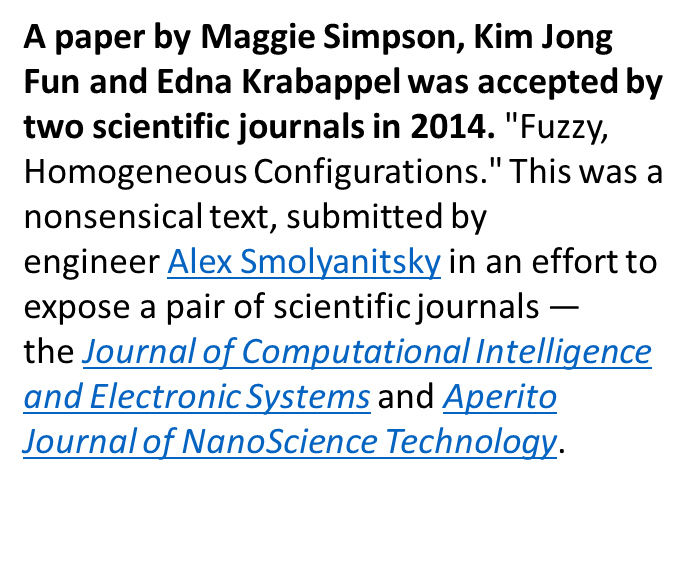 A paper by Maggie Simpson, Kim Jong
Fun and Edna Krabappel was accepted by
two scientific journals in 2014. "Fuzzy,
Homogeneous Configurations." This was a
nonsensical text, submitted by
engineer Alex Smolyanitsky in an effort to
expose a pair of scientific journals —
the Journal of Computational Intelligence
and Electronic Systems and Aperito
Journal of NanoScience Technology.